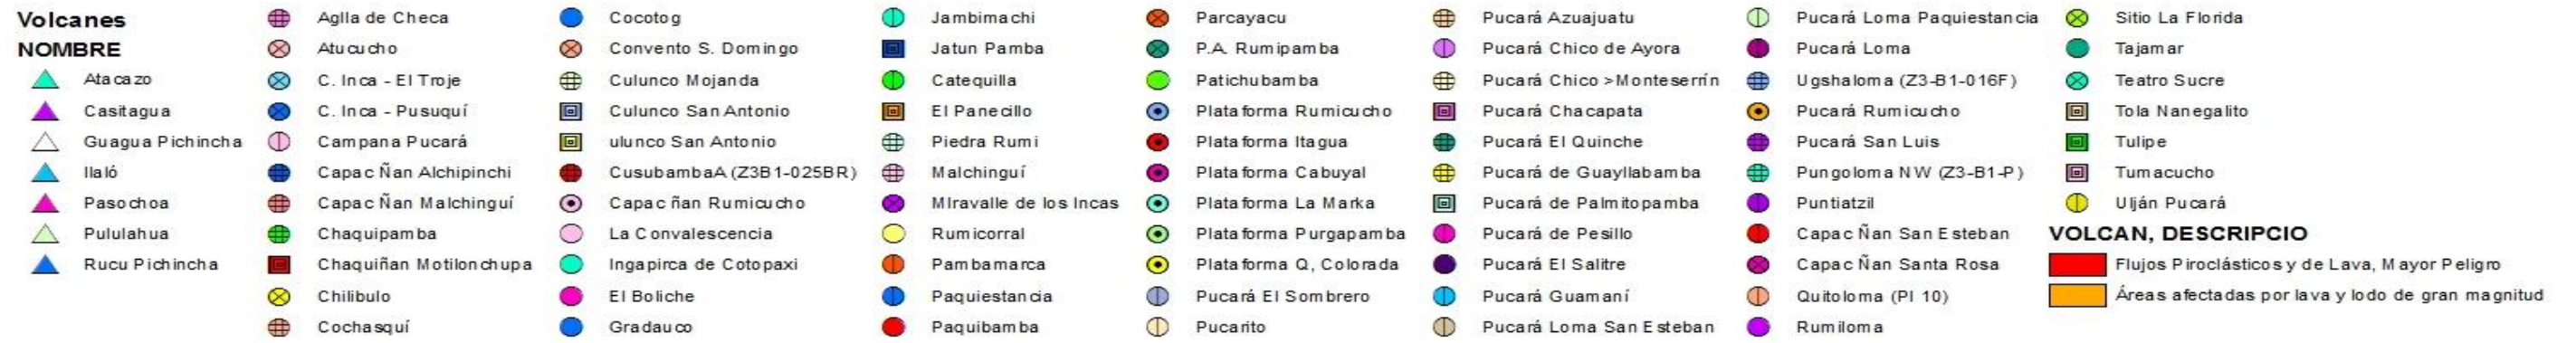 Volcanes
NOMBRE
Atacazo
Casitagua
Guagua Pichincha
Ilaló
Pasochoa
Pululahua
Rucu Pichincha
Aglla de Checa
Atucucho
C. Inca - El Troje
C. Inca - Pusuquí
Campana Pucará
Capac Ñan Alchipinchi
Capac Ñan Malchinguí
Chaquipamba
Chaquiñan Motilonchupa
Chilibulo
Cochasquí
Cocotog
Convento S. Domingo
Culunco Mojanda
Culunco San Antonio
ulunco San Antonio
CusubambaA (Z3B1-025BR)
Capac ñan Rumicucho
La Convalescencia
Ingapirca de Cotopaxi
El Boliche
Gradauco
Jambimachi
Jatun Pamba
Catequilla
El Panecillo
Piedra Rumi
Malchinguí
MIravalle de los Incas
Rumicorral
Pambamarca
Paquiestancia
Paquibamba
Parcayacu
P.A. Rumipamba
Patichubamba
Plataforma Rumicucho
Plataforma Itagua
Plataforma Cabuyal
Plataforma La Marka
Plataforma Purgapamba
Plataforma Q, Colorada
Pucará El Sombrero
Pucarito
Pucará Azuajuatu
Pucará Chico de Ayora
Pucará Chico >Monteserrín
Pucará Chacapata
Pucará El Quinche
Pucará de Guayllabamba
Pucará de Palmitopamba
Pucará de Pesillo
Pucará El Salitre
Pucará Guamaní
Pucará Loma San Esteban
Pucará Loma Paquiestancia
Pucará Loma
Ugshaloma (Z3-B1-016F)
Pucará Rumicucho
Pucará San Luis
Pungoloma NW (Z3-B1-P)
Puntiatzil
Capac Ñan San Esteban
Capac Ñan Santa Rosa
Quitoloma (PI 10)
Rumiloma
Sitio La Florida
Tajamar
Teatro Sucre
Tola Nanegalito
Tulipe
Tumacucho
Ulján Pucará
VOLCAN, DESCRIPCIO
Flujos Piroclásticos y de Lava, Mayor Peligro
Áreas afectadas por lava y lodo de gran magnitud